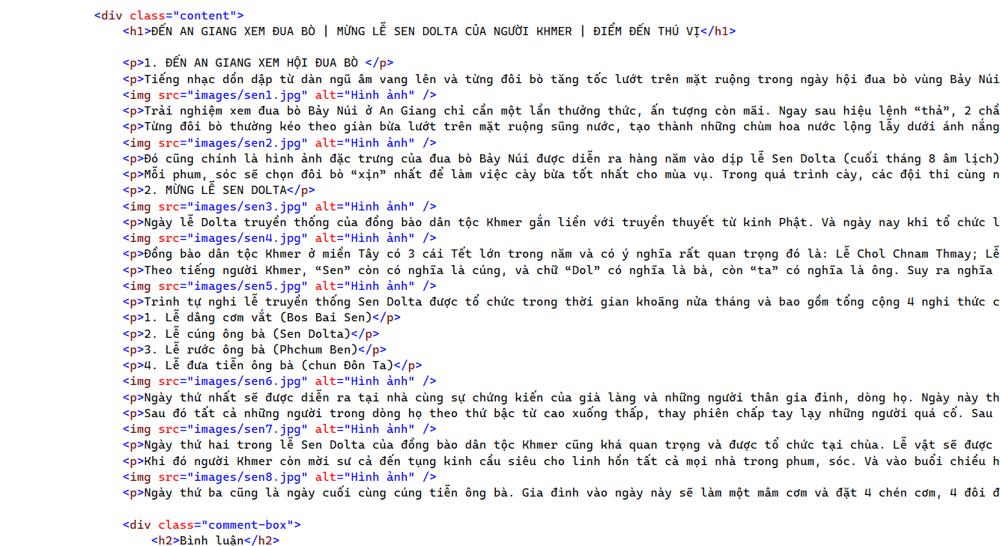 <div class="content">
<h1>ĐẾN AN GIANG XEM ĐUA BÒ | MỪNG LỄ SEN DOLTA CỦA NGƯỜI KHMER | ĐIỂM ĐẾN THÚ VỊ</h1>
<p>1. ĐẾN AN GIANG XEM HỘI ĐUA BÒ </p>
<p>Tiếng nhạc dồn dập từ dàn ngũ âm vang lên và từng đôi bò tăng tốc lướt trên mặt ruộng trong ngày hội đua bò vùng Bảy Núi
<img src="images/sen1.jpg" alt="Hình ảnh" />
<p>Trải nghiệm xem đua bò Bảy Núi ở An Giang chỉ cần một lần thưởng thức, ấn tượng còn mãi. Ngay sau hiệu lệnh “thả”, 2 chầ
<p>Từng đôi bò thường kéo theo giàn bừa lướt trên mặt ruộng sũng nước, tạo thành những chùm hoa nước lộng lẫy dưới ánh nắng
<img src="images/sen2.jpg" alt="Hình ảnh" />
<p>Đó cũng chính là hình ảnh đặc trưng của đua bò Bảy Núi được diễn ra hàng năm vào dịp lễ Sen Dolta (cuối tháng 8 âm lịch)
<p>Mỗi phum, sóc sẽ chọn đôi bò “xịn” nhất để làm việc cày bừa tốt nhất cho mùa vụ. Trong quá trình cày, các đội thi cùng n
<p>2. MỪNG LỄ SEN DOLTA</p>
<img src="images/sen3.jpg" alt="Hình ảnh" />
<p>Ngày lễ Dolta truyền thống của đồng bào dân tộc Khmer gắn liền với truyền thuyết từ kinh Phật. Và ngày nay khi tổ chức l
<img src="images/sen4.jpg" alt="Hình ảnh" />
<p>Đồng bào dân tộc Khmer ở miền Tây có 3 cái Tết lớn trong năm và có ý nghĩa rất quan trọng đó là: Lễ Chol Chnam Thmay; Lễ
<p>Theo tiếng người Khmer, “Sen” còn có nghĩa là cúng, và chữ “Dol” có nghĩa là bà, còn “ta” có nghĩa là ông. Suy ra nghĩa
<img src="images/sen5.jpg" alt="Hình ảnh" />
<p>Trình tự nghi lễ truyền thống Sen Dolta được tổ chức trong thời gian khoãng nửa tháng và bao gồm tổng cộng 4 nghi thức c
<p>1. Lễ dâng cơm vắt (Bos Bai Sen)</p>
<p>2. Lễ cúng ông bà (Sen Dolta)</p>
<p>3. Lễ rước ông bà (Phchum Ben)</p>
<p>4. Lễ đưa tiễn ông bà (chun Đôn Ta)</p>
<img src="images/sen6.jpg" alt="Hình ảnh" />
<p>Ngày thứ nhất sẽ được diễn ra tại nhà cùng sự chứng kiến của già làng và những người thân gia đình, dòng họ. Ngày này th
<p>Sau đó tất cả những người trong dòng họ theo thứ bậc từ cao xuống thấp, thay phiên chấp tay lạy những người quá cố. Sau
<img src="images/sen7.jpg" alt="Hình ảnh" />
<p>Ngày thứ hai trong lễ Sen Dolta của đồng bào dân tộc Khmer cũng khá quan trọng và được tổ chức tại chùa. Lễ vật sẽ được
<p>Khi đó người Khmer còn mời sư cả đến tụng kinh cầu siêu cho linh hồn tất cả mọi nhà trong phum, sóc. Và vào buổi chiều h
<img src="images/sen8.jpg" alt="Hình ảnh" />
<p>Ngày thứ ba cũng là ngày cuối cùng cúng tiễn ông bà. Gia đình vào ngày này sẽ làm một mâm cơm và đặt 4 chén cơm, 4 đôi đ
<div class="comment-box">
<h2>Bình luận</h2>